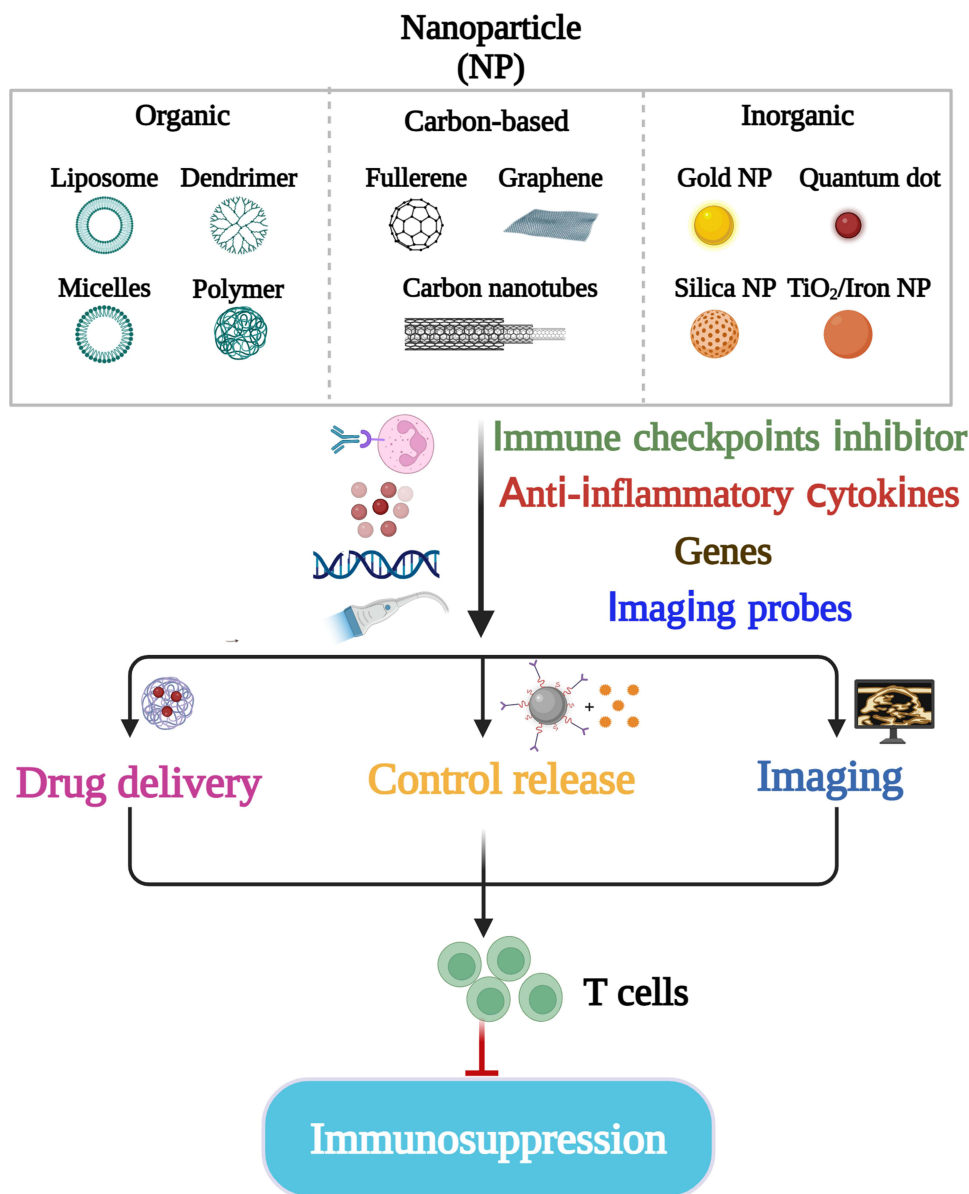 Nanoparticle
(NP)
Organic
Carbon-based
Inorganic
Liposome
Dendrimer
Fullerene
Graphene
Gold NP
Quantum dot
Micelles
Polymer
Carbon nanotubes
Silica NP
TiO₂/Iron NP
Immune checkpoints inhibitor
Anti-inflammatory cytokines
Genes
Imaging probes
+
Drug delivery
Control release
Imaging
T cells
Immunosuppression